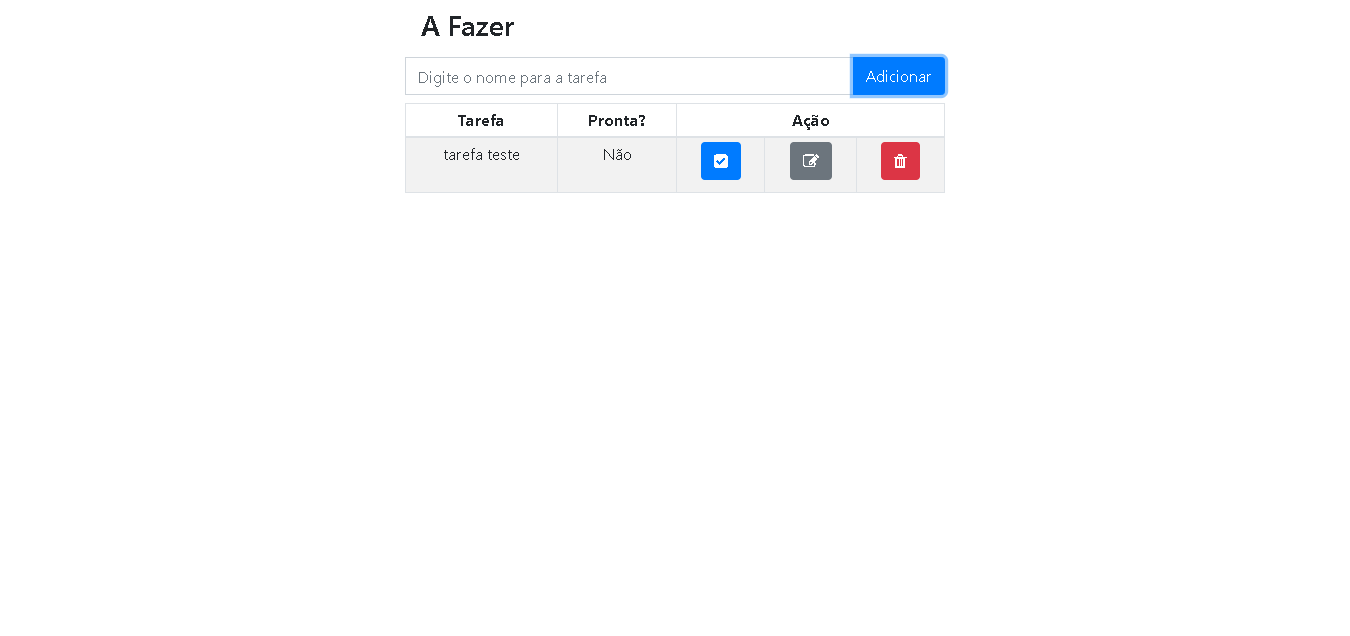 A Fazer
Digite o nome para a tarefa
Adicionar
Tarefa Pronta? Ação
tarefa teste Não